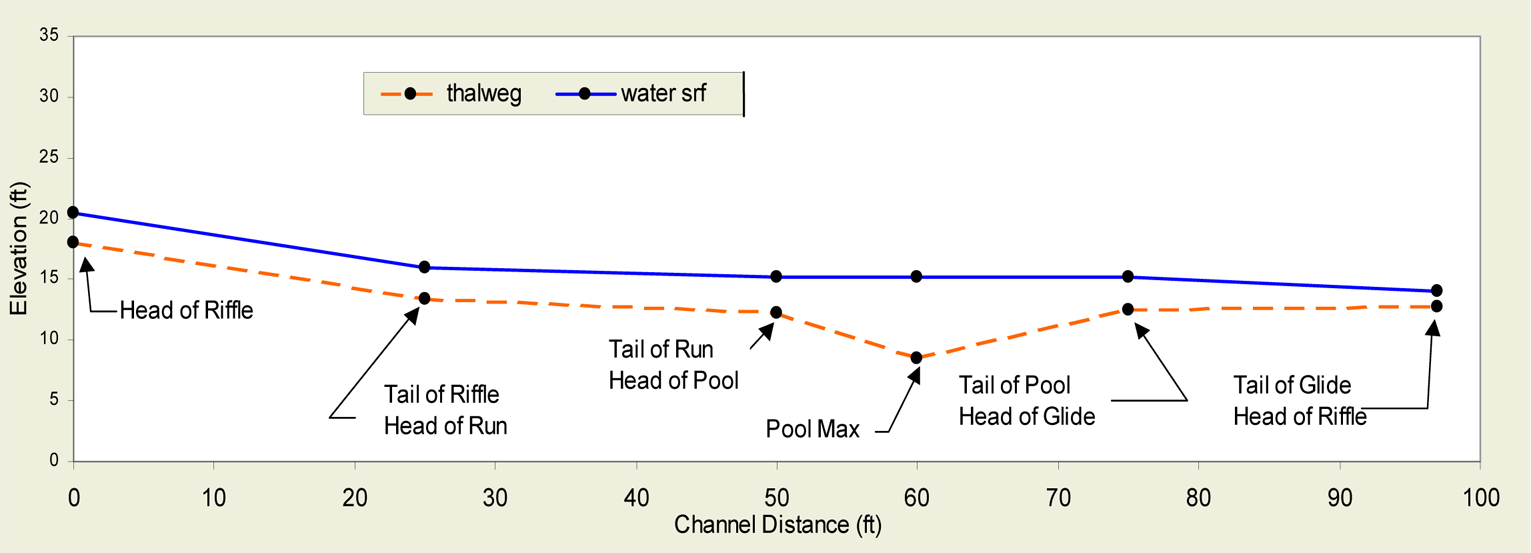 35
30
25
20
15
10
5
0
Elevation (ft)
thalweg water srf
Head of Riffle
Tail of Riffle
Head of Run
Tail of Run
Head of Pool
Pool Max
Tail of Pool
Head of Glide
Tail of Glide
Head of Riffle
0 10 20 30 40 50 60 70 80 90 100
Channel Distance (ft)